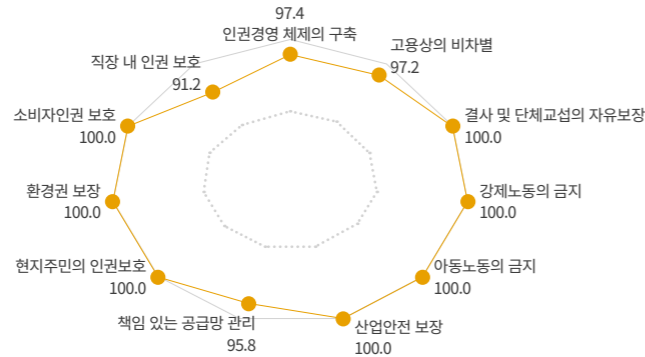 97.4
인권경영 체제의 구축
고용상의 비차별
97.2
결사 및 단체교섭의 자유보장
100.0
강제노동의 금지
100.0
아동노동의 금지
100.0
산업안전 보장
100.0
책임 있는 공급망 관리
95.8
현지주민의 인권보호
100.0
환경권 보장
100.0
소비자인권 보호
100.0
직장 내 인권 보호
91.2